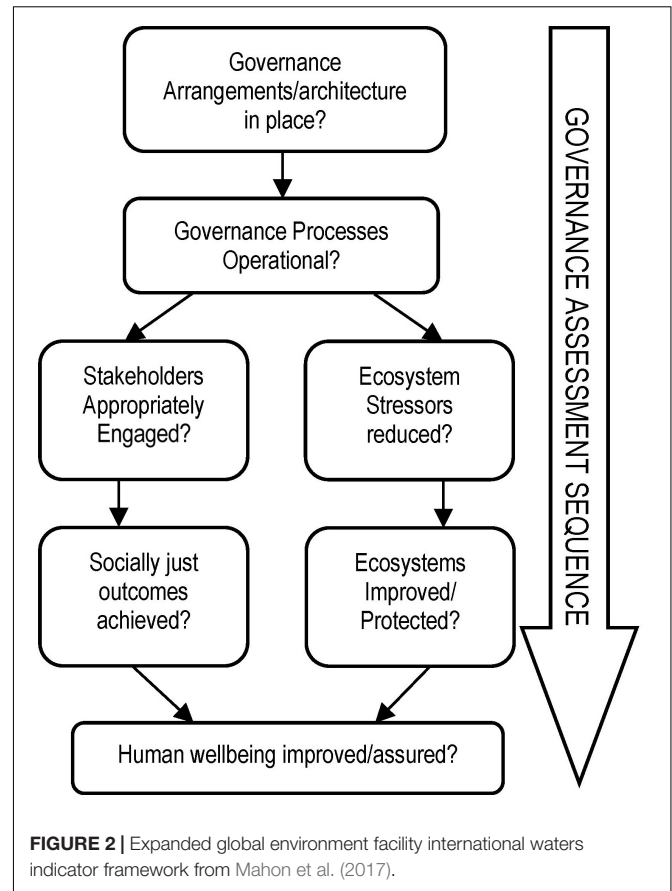 Governance
Arrangements/architecture
in place?
Governance Processes
Operational?
Stakeholders
Appropriately
Engaged?
Ecosystem
Stressors
reduced?
Socially just
outcomes
achieved?
Ecosystems
Improved/
Protected?
Human wellbeing improved/assured?
GOVERNANCE ASSESSMENT SEQUENCE
FIGURE 2 | Expanded global environment facility international waters
indicator framework from Mahon et al. (2017).